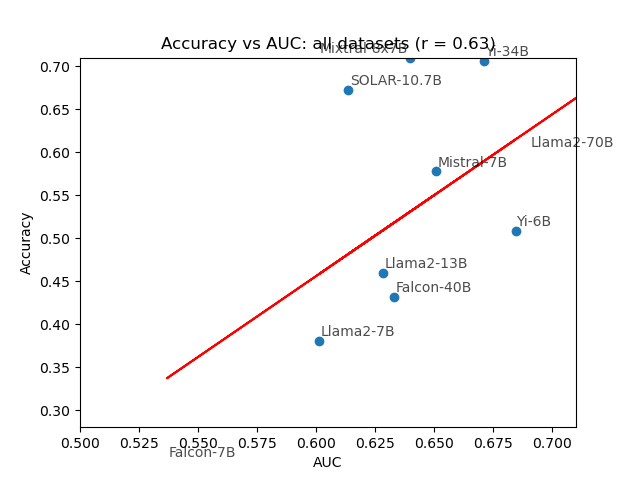 Accuracy vs AUC: all datasets (r = 0.63)
Mixtral-8x7B
Yi-34B
SOLAR-10.7B
Llama2-70B
Mistral-7B
Yi-6B
Llama2-13B
Falcon-40B
Llama2-7B
Falcon-7B
Accuracy
0.70
0.65
0.60
0.55
0.50
0.45
0.40
0.35
0.30
0.500
0.525
0.550
0.575
0.600
0.625
0.650
0.675
0.700
AUC